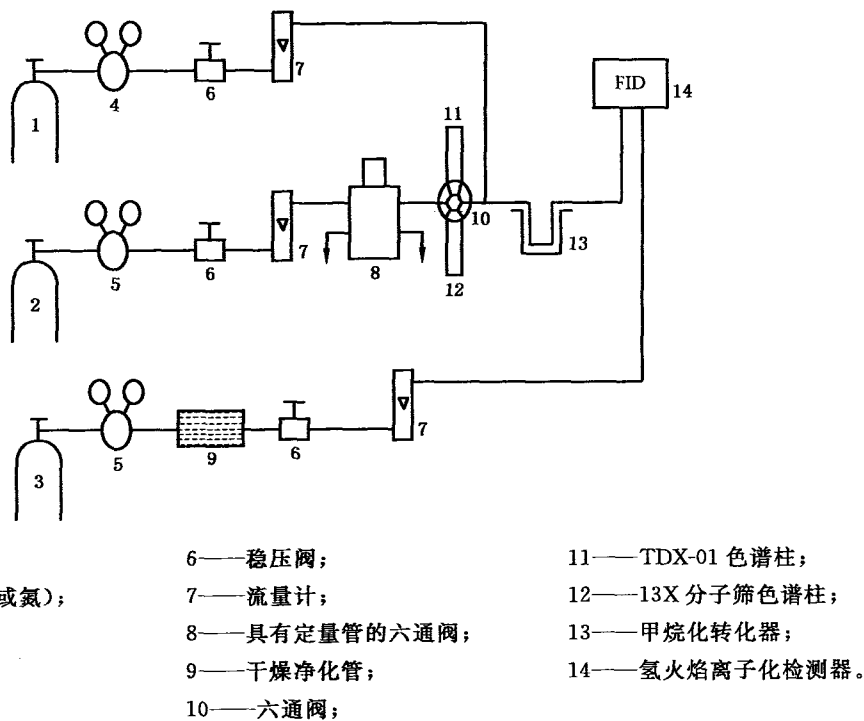 FID
14
1
4
6
7
11
10
13
12
2
5
6
7
8
3
5
9
6
7
6——稳压阀;
7——流量计;
8——具有定量管的六通阀;
9——干燥净化管;
10——六通阀;
或氮);
11——TDX-01 色谱柱;
12——13X 分子筛色谱柱;
13——甲烷化转化器;
14——氢火焰离子化检测器。